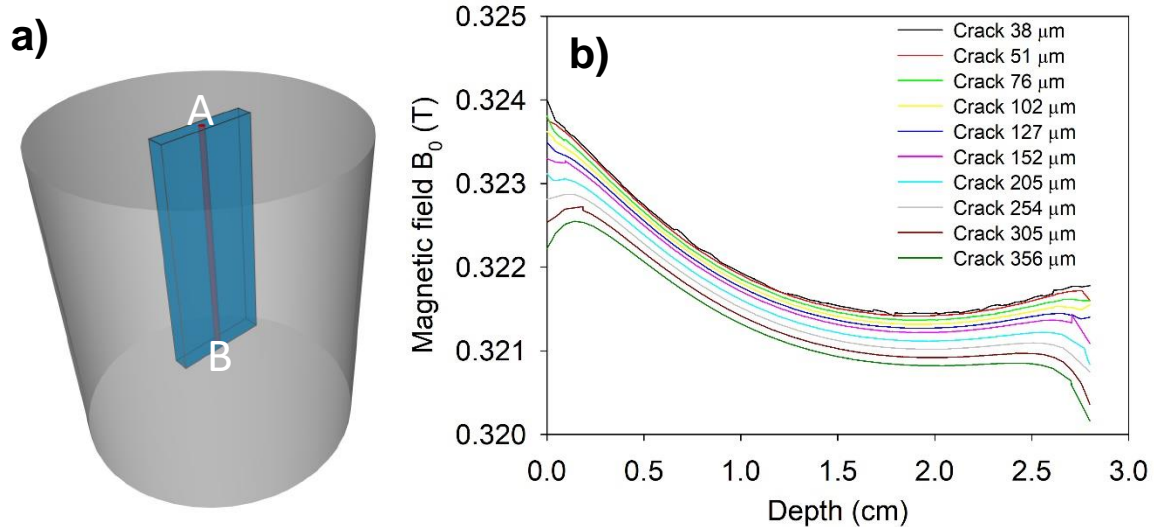 a)
A
B
b)
0.325
0.324
0.323
0.322
0.321
0.320
Magnetic field B₀ (T)
Crack 38 μm
Crack 51 μm
Crack 76 μm
Crack 102 μm
Crack 127 μm
Crack 152 μm
Crack 205 μm
Crack 254 μm
Crack 305 μm
Crack 356 μm
0.0 0.5 1.0 1.5 2.0 2.5 3.0
Depth (cm)